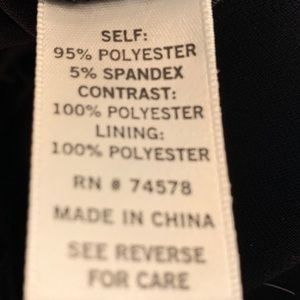 SELF:
95% POLYESTER
5% SPANDEX
CONTRAST:
100% POLYESTER
LINING:
100% POLYESTER
RN # 74578
MADE IN CHINA
SEE REVERSE
FOR CARE